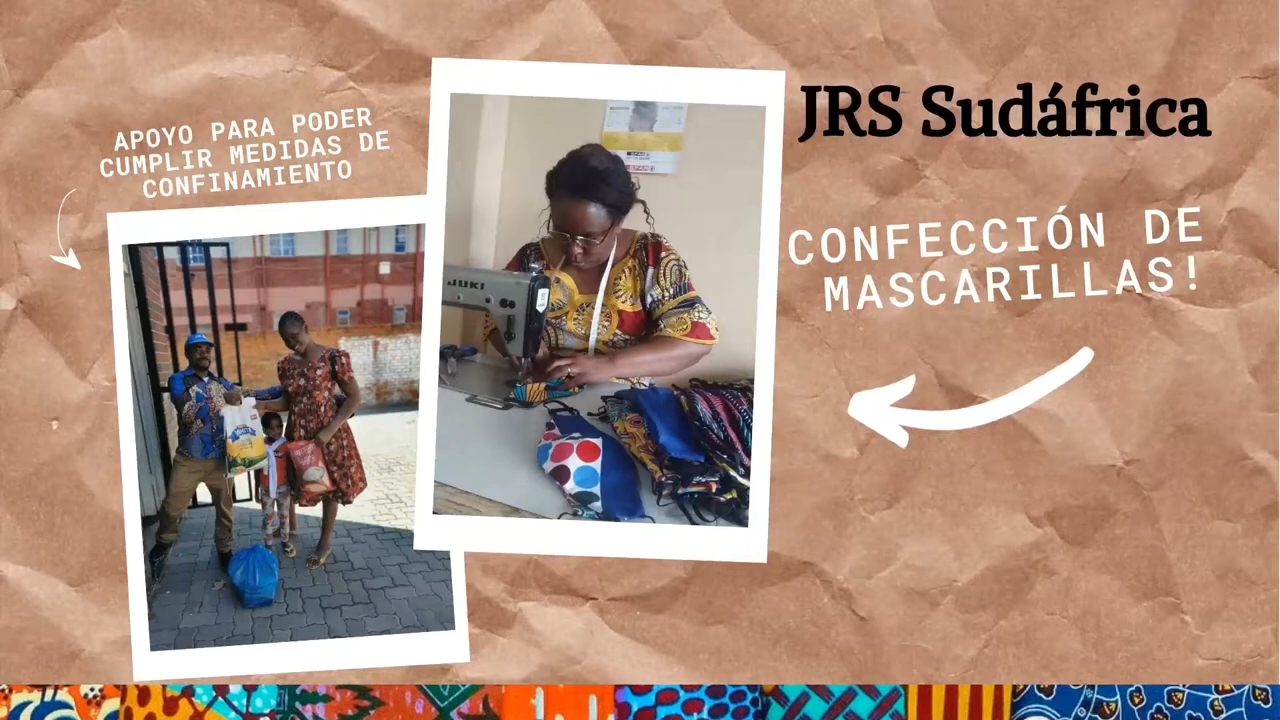 JRS Sudáfrica
APOYO PARA PODER
CUMPLIR MEDIDAS DE
CONFINAMIENTO
CONFECCIÓN DE
MASCARILLAS!
JUKI